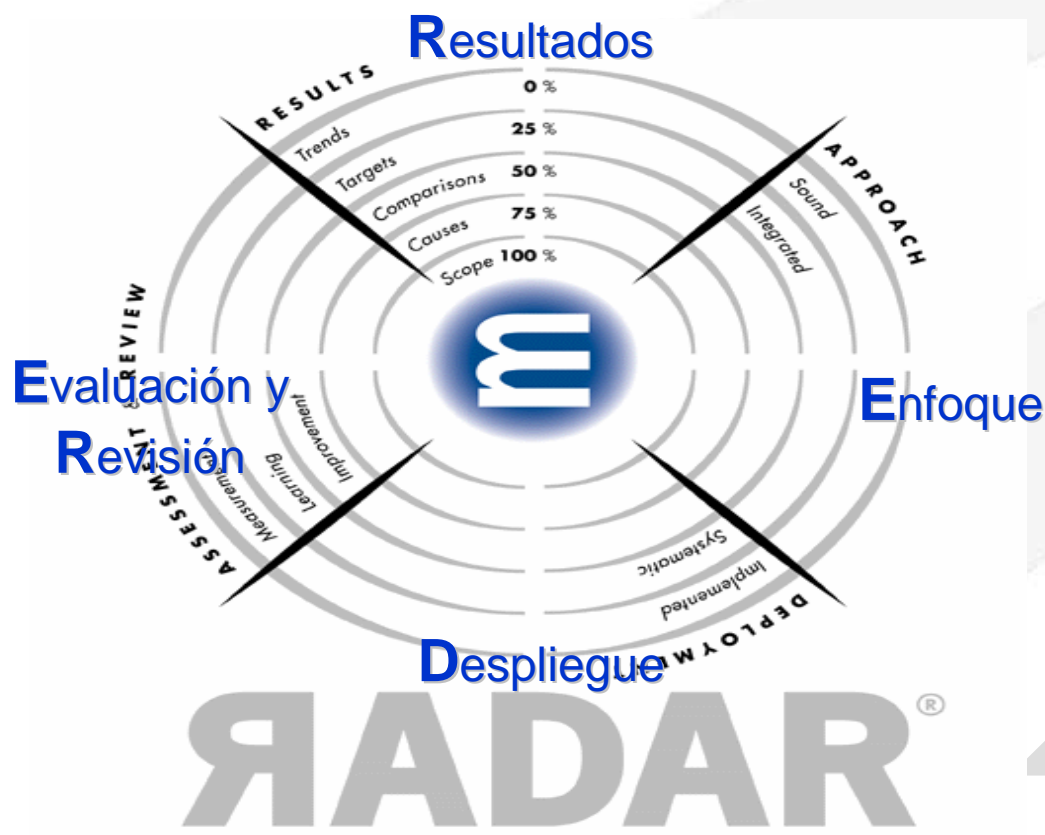 Resultados
RESULTS
0 %
25 %
50 %
75 %
100 %
Trends
Targets
Comparisons
Causes
Scope
APPROACH
Sound
Integrated
Enfoque
Evaluación y
Revisión
ASSESSMENT & REVIEW
Improvement
Learning
Measurement
Systematic
Implemented
DEPLOYMENT
Despliegue
RADAR®